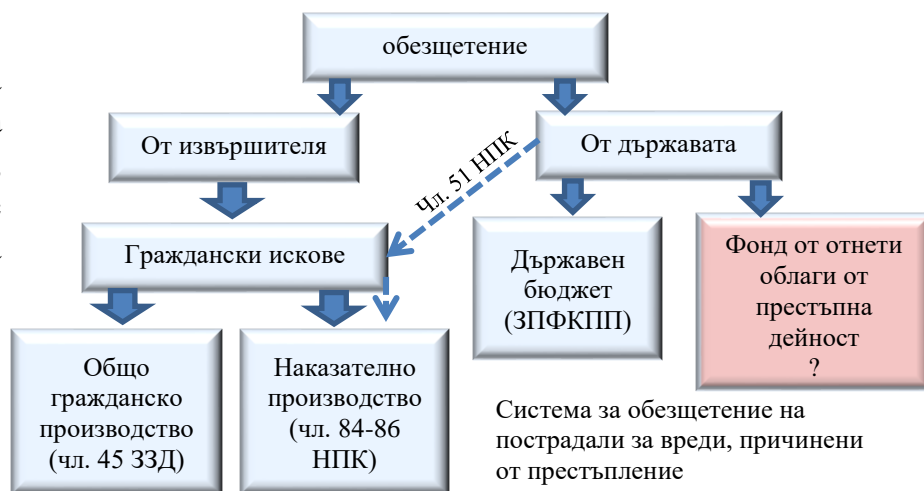 обезщетение
От извършителя
Чл. 51 НПК
От държавата
Граждански искове
Държавен
бюджет
(ЗПФКПП)
Фонд от отнети
облаги от
престъпна
дейност
?
Общо
гражданско
производство
(чл. 45 ЗЗД)
Наказателно
производство
(чл. 84-86
НПК)
Система за обезщетение на
пострадали за вреди, причинени
от престъпление